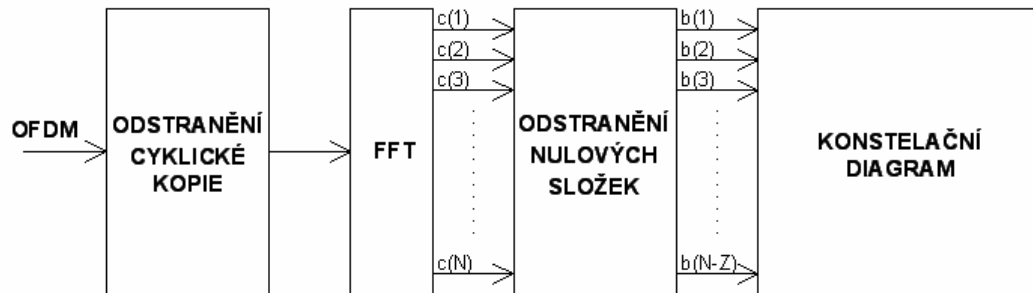 OFDM
ODSTRANĚNÍ
CYKLICKÉ
KOPIE
FFT
c(1)
c(2)
c(3)
c(N)
ODSTRANĚNÍ
NULOVÝCH
SLOŽEK
b(1)
b(2)
b(3)
b(N-Z)
KONSTELAČNÍ
DIAGRAM